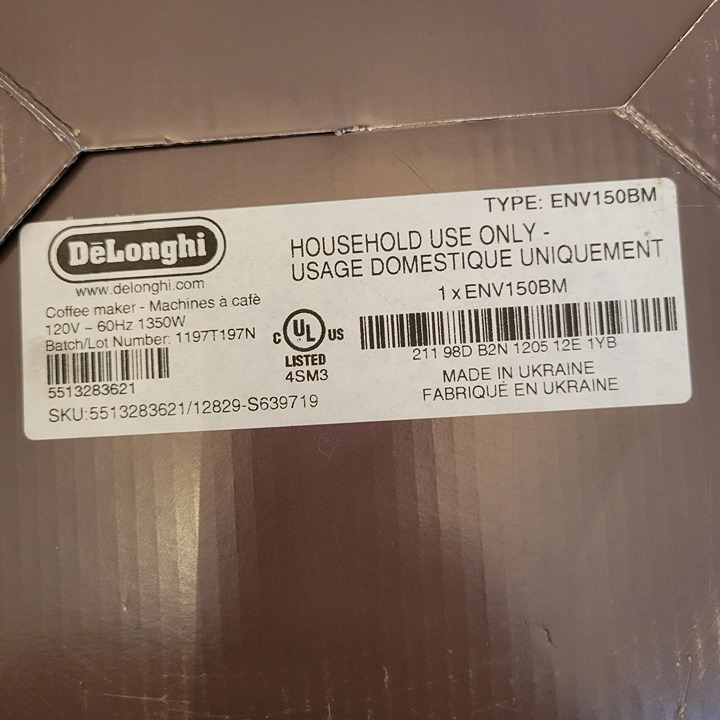 TYPE: ENV150BM
DeLonghi
www.delonghi.com
Coffee maker - Machines à cafè
120V ~ 60Hz 1350W
Batch/Lot Number: 1197T197N
5513283621
SKU:5513283621/12829-S639719
C UL US
LISTED
4SM3
HOUSEHOLD USE ONLY -
USAGE DOMESTIQUE UNIQUEMENT
1 x ENV150BM
211 98D B2N 1205 12E 1YB
MADE IN UKRAINE
FABRIQUÉ EN UKRAINE